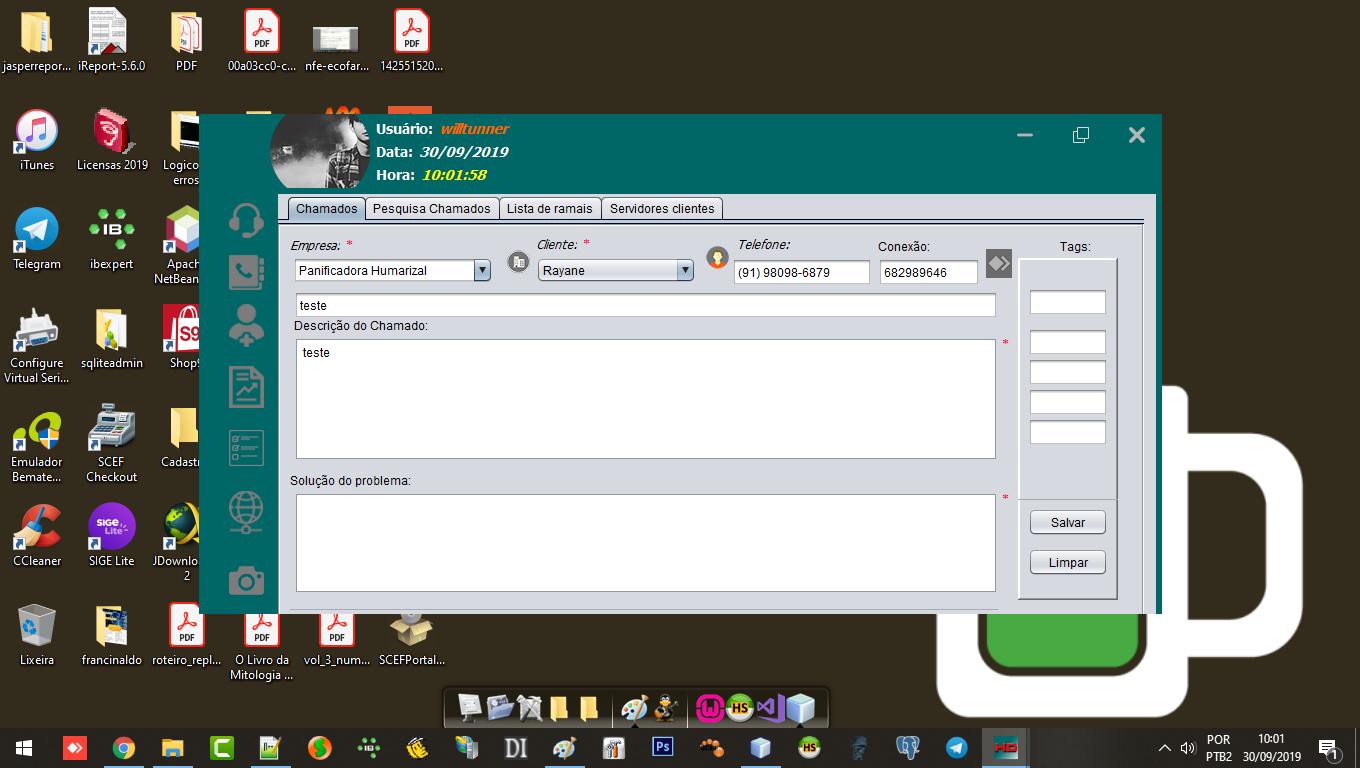 jasperrepor...
iReport-5.6.0
PDF
00a03cc0-c...
nfe-ecofar...
142551520...
PDF
PDF
iTunes
Licensas 2019
Logico
erros
Telegram
ibexpert
IB
Apach
NetBean
Configure
Virtual Seri...
sqliteadmin
S9
Shop9
Emulador
Bemate...
SCEF
Checkout
Cadastr
CCleaner
SIGE
Lite
SIGE Lite
JDownlo
2
Lixeira
francinaldo
PDF
roteiro_repl...
PDF
O Livro da
Mitologia ...
PDF
vol_3_num...
SCEFPortal...
Usuário: willtunner
Data: 30/09/2019
Hora: 10:01:58
Chamados
Pesquisa Chamados
Lista de ramais
Servidores clientes
Empresa: *
Panificadora Humarizal
Cliente: *
Rayane
Telefone:
(91) 98098-6879
Conexão:
682989646
Tags:
teste
Descrição do Chamado:
teste
*
Solução do problema:
*
Salvar
Limpar
W
HS
IB
DI
Ps
HS
HD
POR
PTB2
10:01
30/09/2019
1